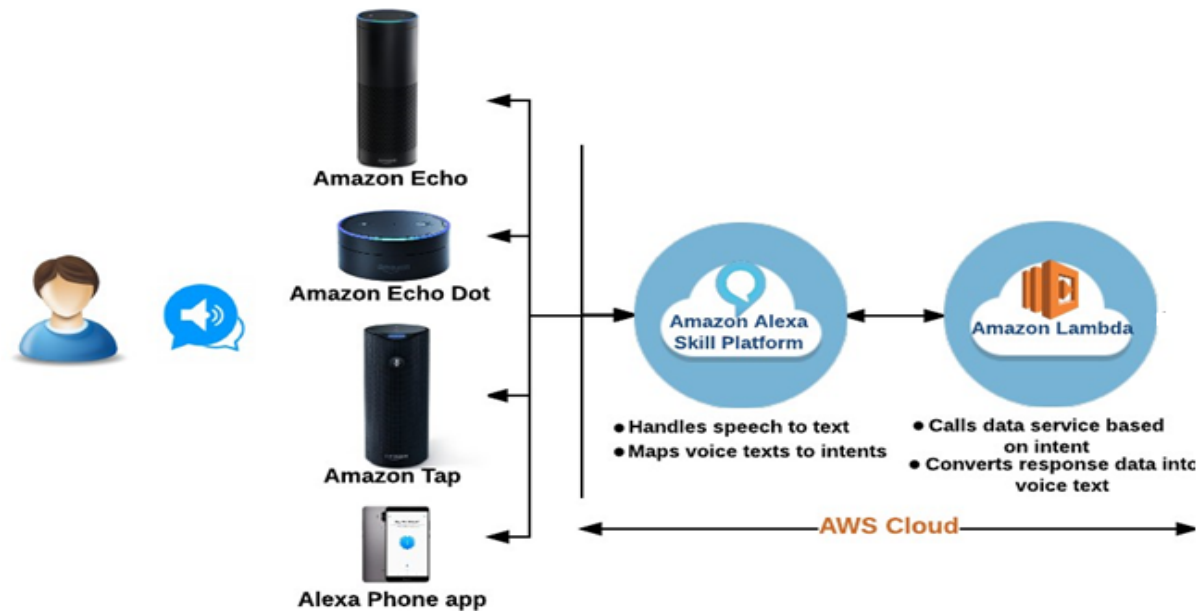 Amazon Echo
Amazon Echo Dot
Amazon Tap
Alexa Phone app
Amazon Alexa
Skill Platform
● Handles speech to text
● Maps voice texts to intents
Amazon Lambda
● Calls data service based
on intent
● Converts response data into
voice text
AWS Cloud